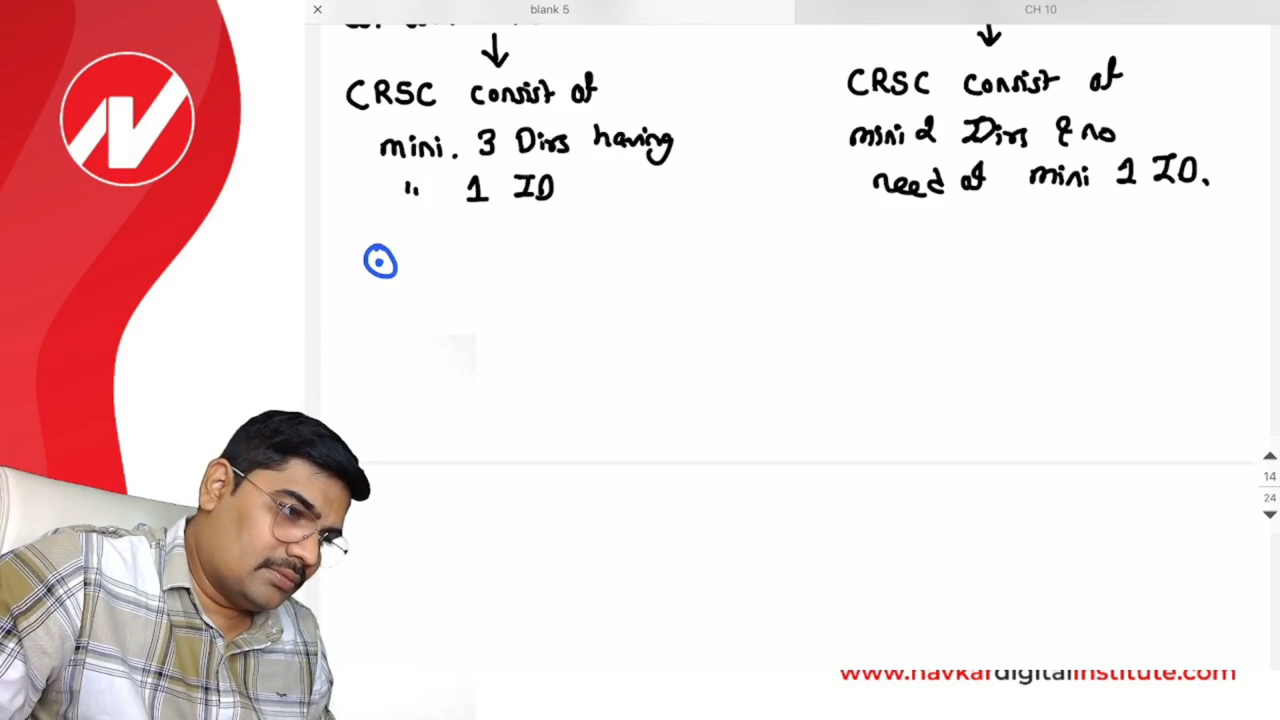 × blank 5
CH 10
CRSC consist of
mini. 3 Dirs having
" 1 ID
CRSC consist of
mini 2 Dirs & no
need of mini 1 ID.
14
24
www.navkardigitalinstitute.com